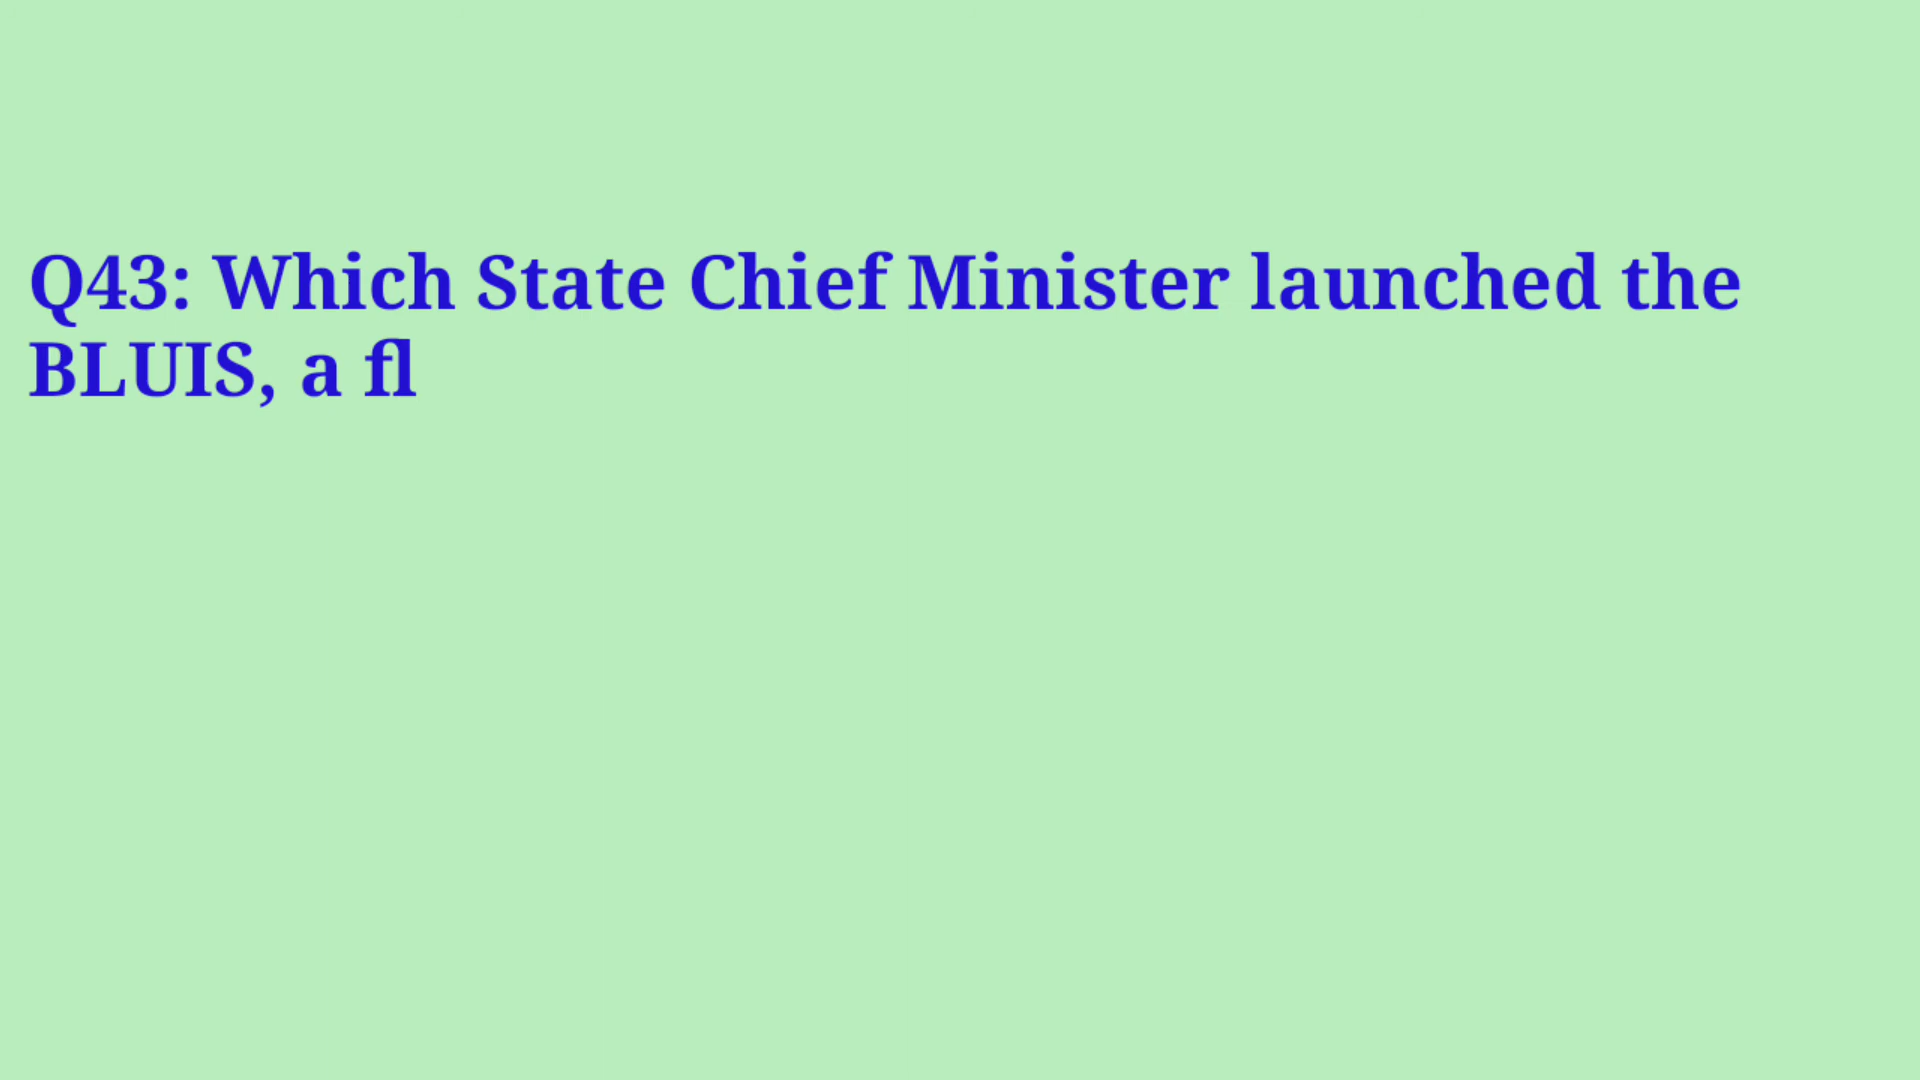 Q43: Which State Chief Minister launched the
BLUIS, a fl